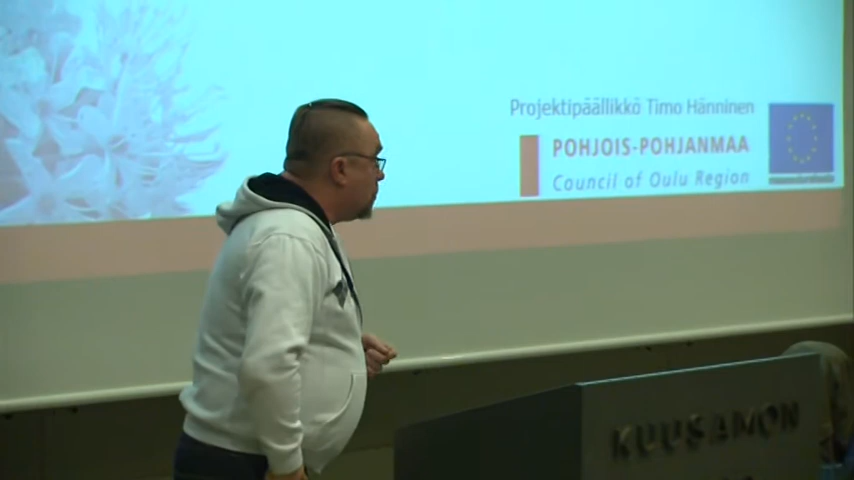 Projektipäällikkö Timo Hänninen
POHJOIS-POHJANMAA
Council of Oulu Region
KUUSAMON